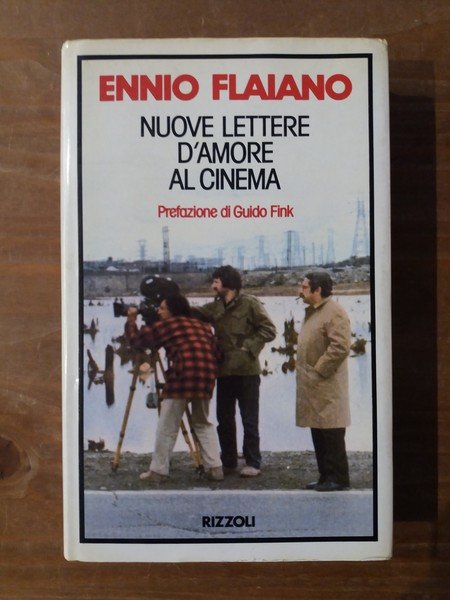 ENNIO FLAIANO
NUOVE LETTERE
D'AMORE
AL CINEMA
Prefazione di Guido Fink
RIZZOLI